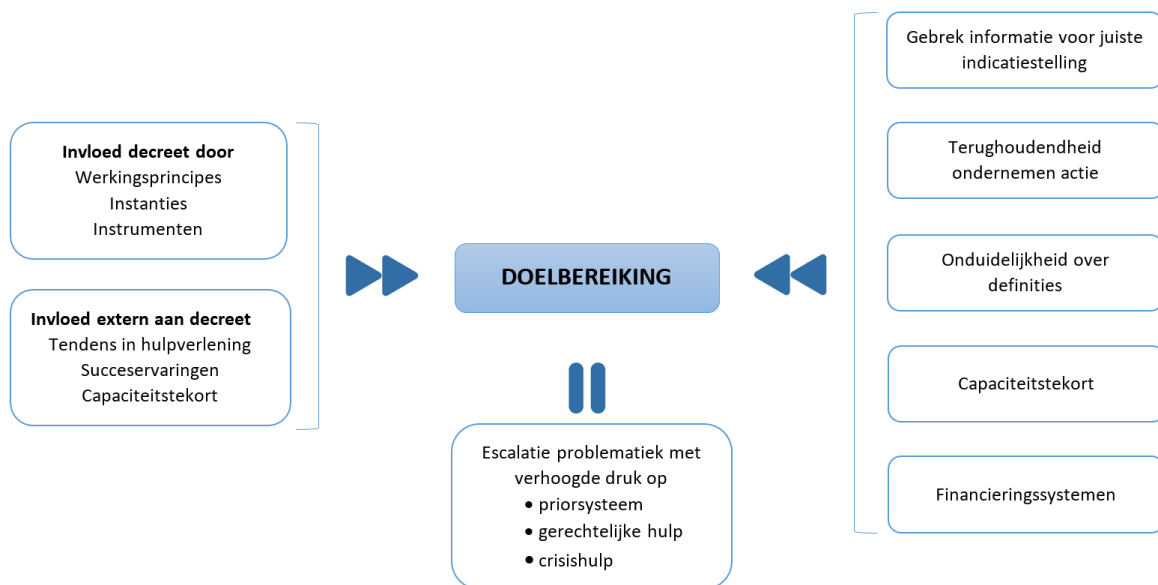 Invloed decreet door
Werkingsprincipes
Instanties
Instrumenten
Invloed extern aan decreet
Tendens in hulpverlening
Succeservaringen
Capaciteitstekort
DOELBEREIKING
Escalatie problematiek met
verhoogde druk op
• priorsysteem
• gerechtelijke hulp
• crisishulp
Gebrek informatie voor juiste
indicatiestelling
Terughoudendheid
ondernemen actie
Onduidelijkheid over
definities
Capaciteitstekort
Financieringssystemen